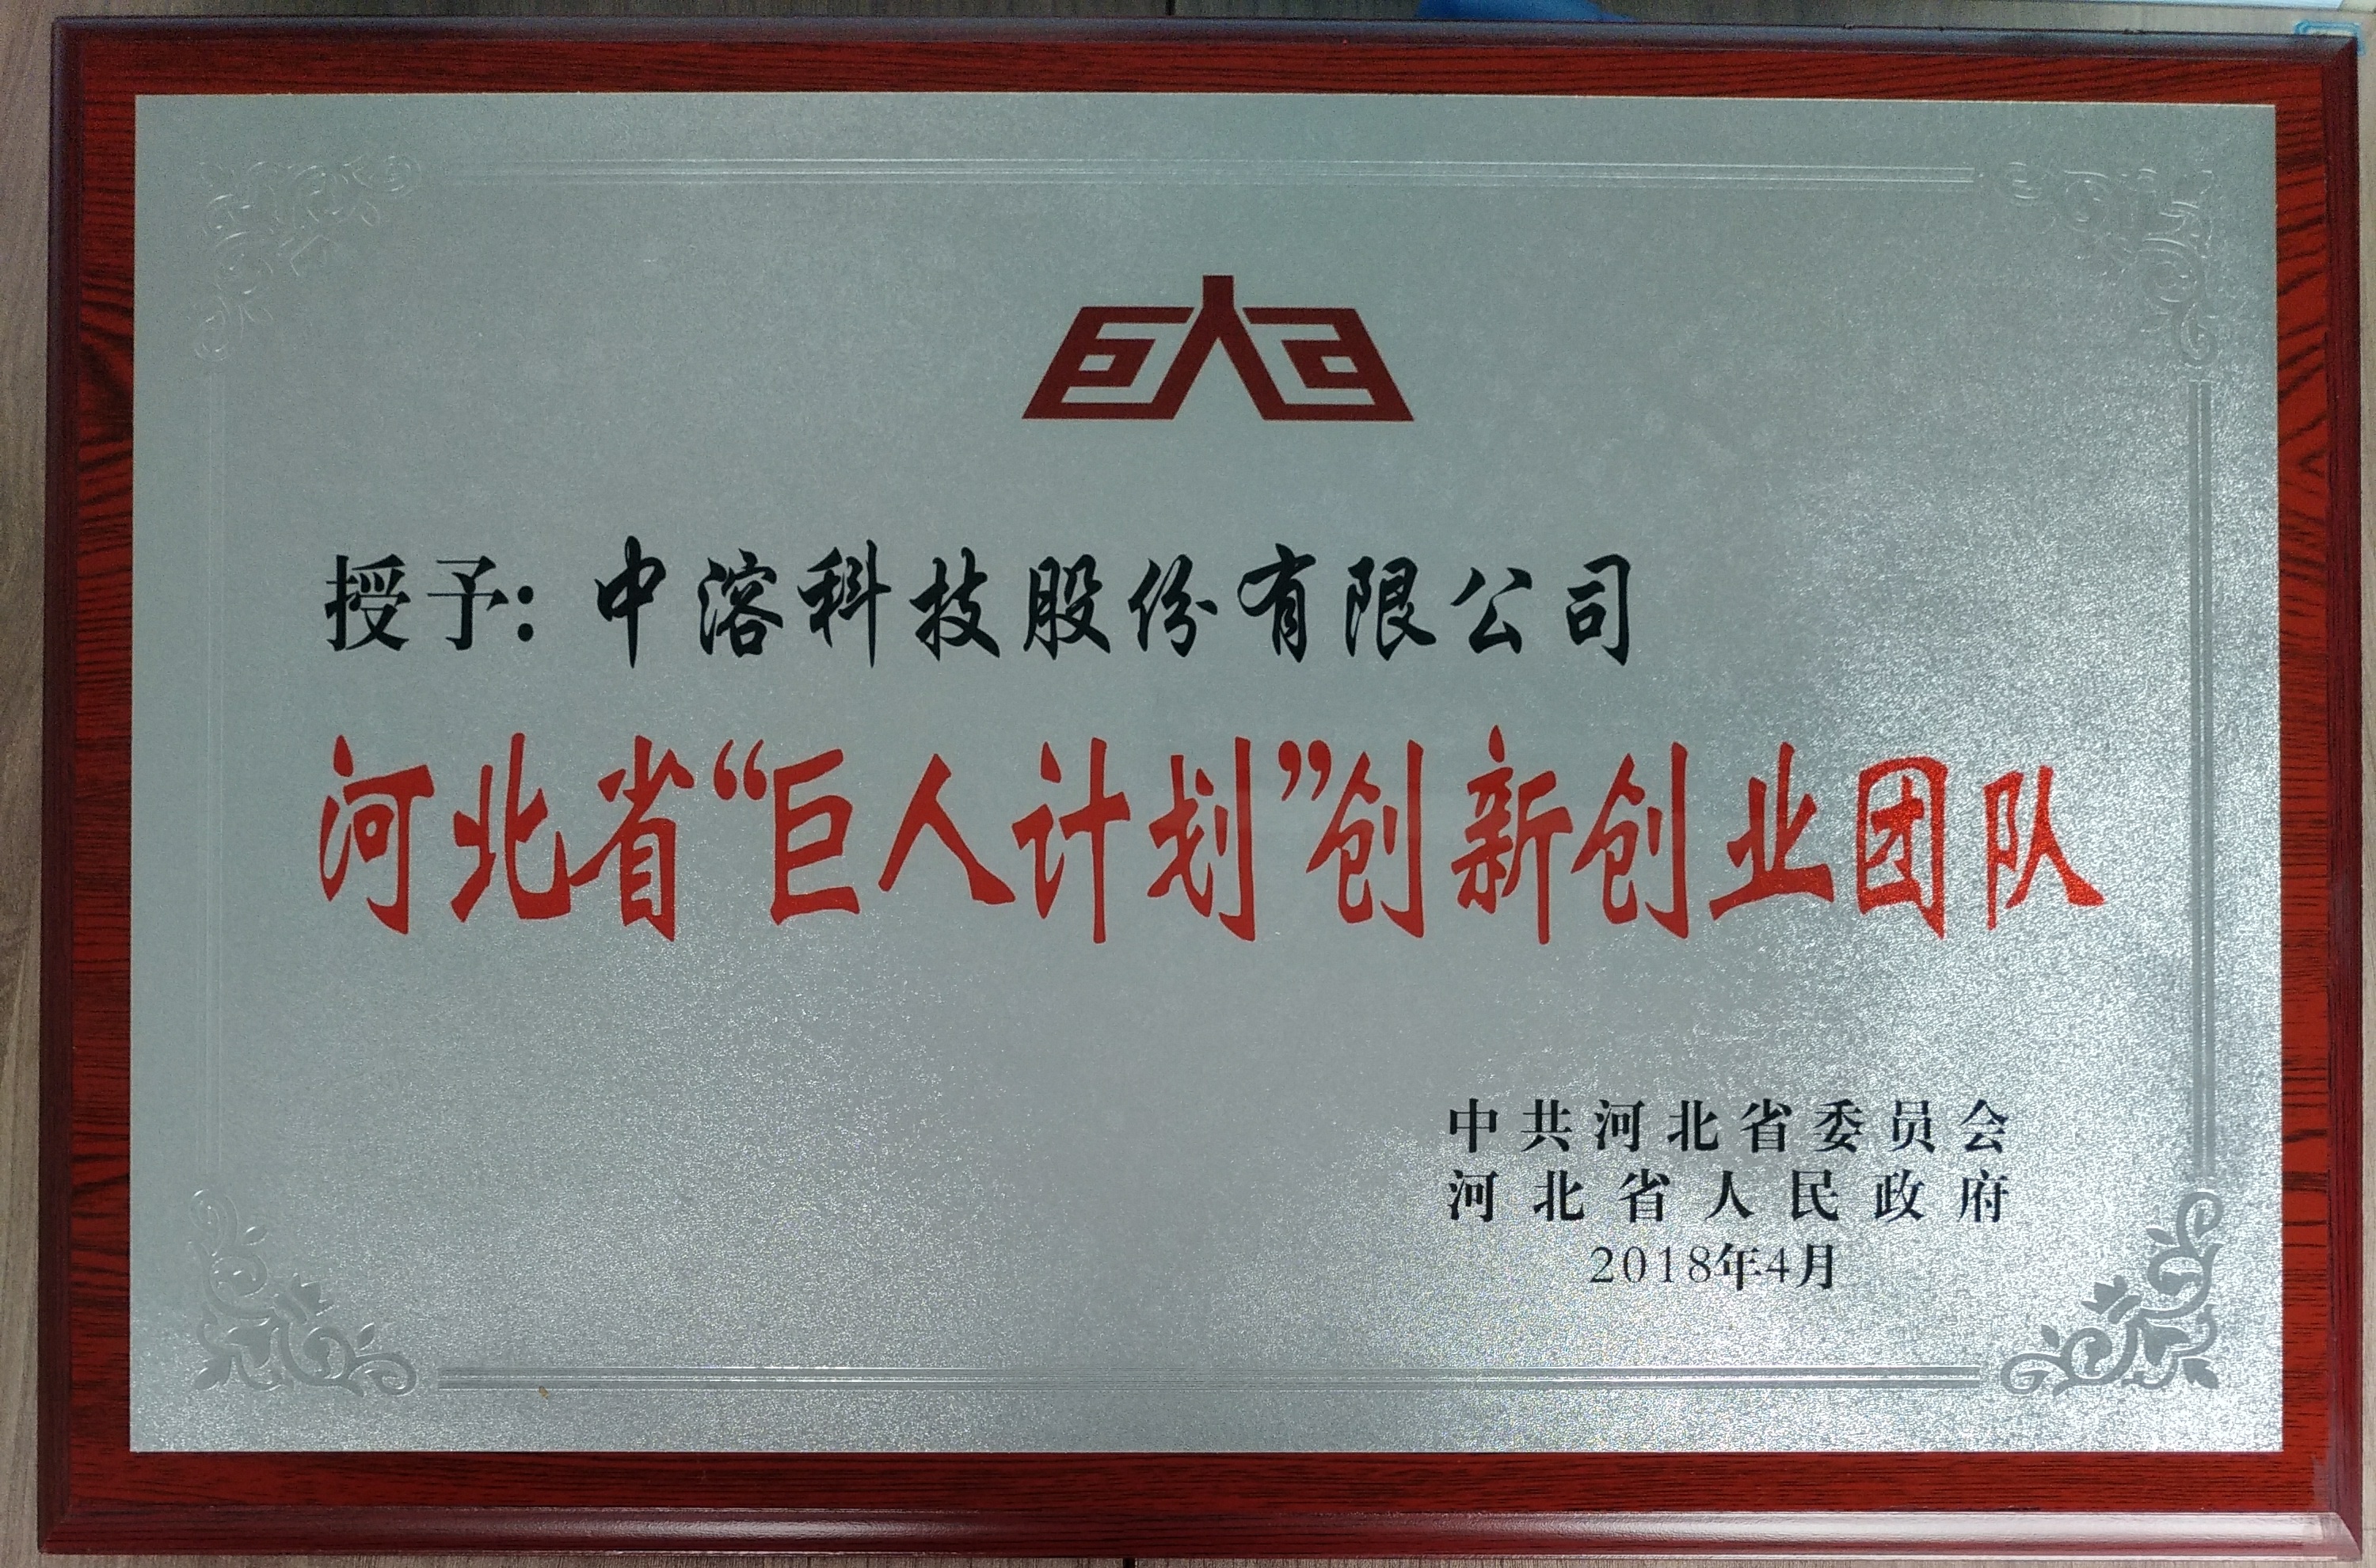 授予：中溶科技股份有限公司
河北省“巨人计划”创新创业团队
中共河北省委员会
河北省人民政府
2018年4月